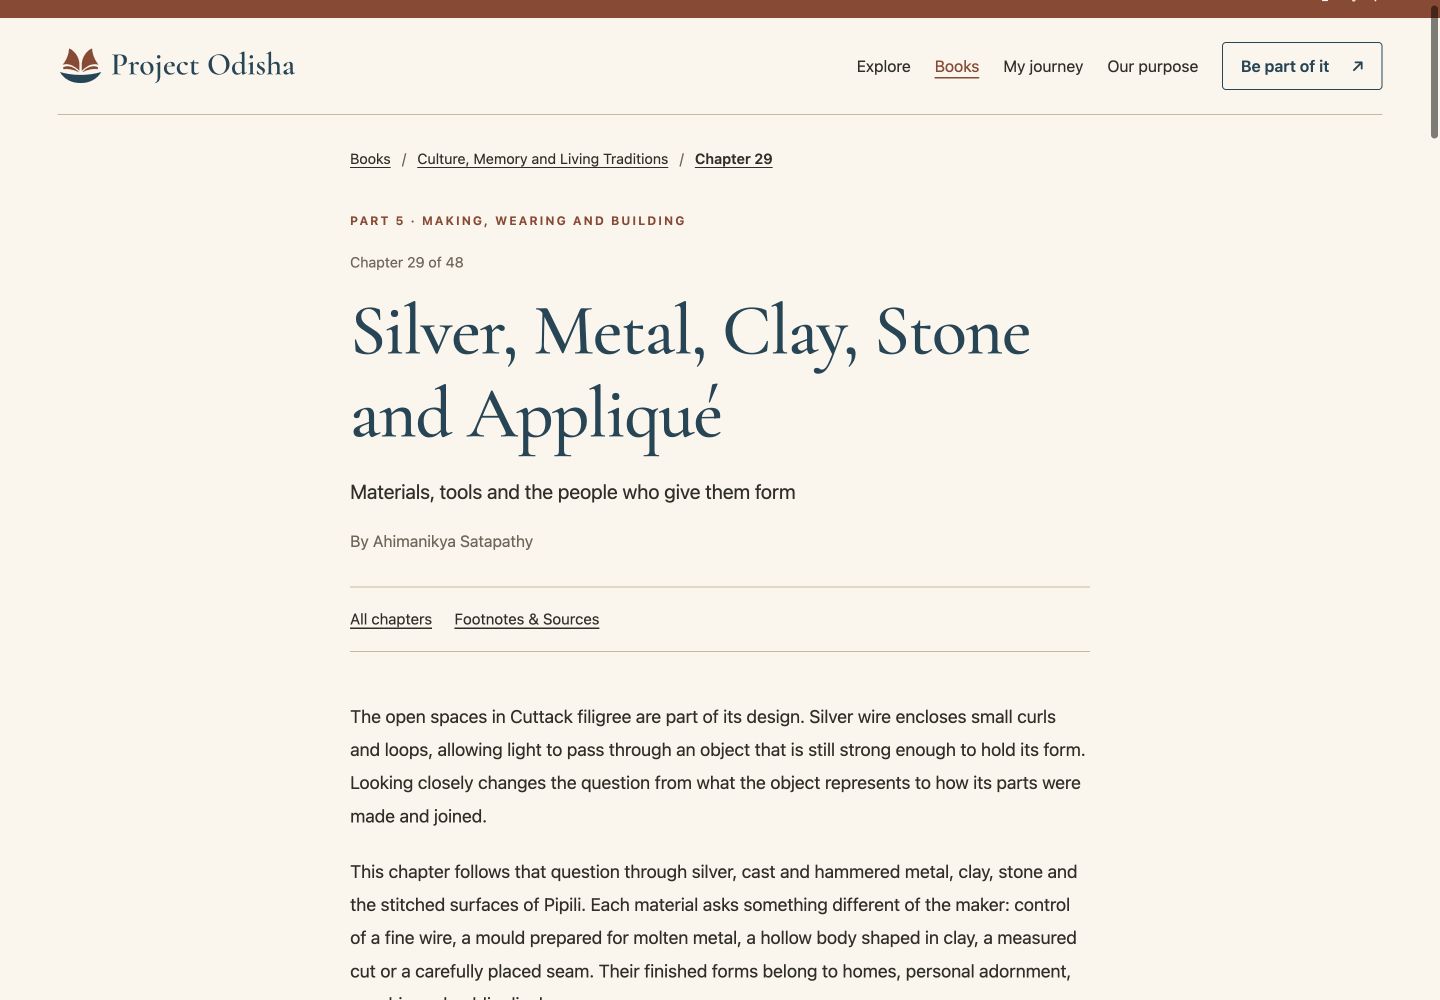 Project Odisha
Explore
Books
My journey
Our purpose
Be part of it
Books / Culture, Memory and Living Traditions / Chapter 29
PART 5 · MAKING, WEARING AND BUILDING
Chapter 29 of 48
Silver, Metal, Clay, Stone
and Appliqué
Materials, tools and the people who give them form
By Ahimanikya Satapathy
All chapters
Footnotes & Sources
The open spaces in Cuttack filigree are part of its design. Silver wire encloses small curls
and loops, allowing light to pass through an object that is still strong enough to hold its form.
Looking closely changes the question from what the object represents to how its parts were
made and joined.
This chapter follows that question through silver, cast and hammered metal, clay, stone and
the stitched surfaces of Pipili. Each material asks something different of the maker: control
of a fine wire, a mould prepared for molten metal, a hollow body shaped in clay, a measured
cut or a carefully placed seam. Their finished forms belong to homes, personal adornment,